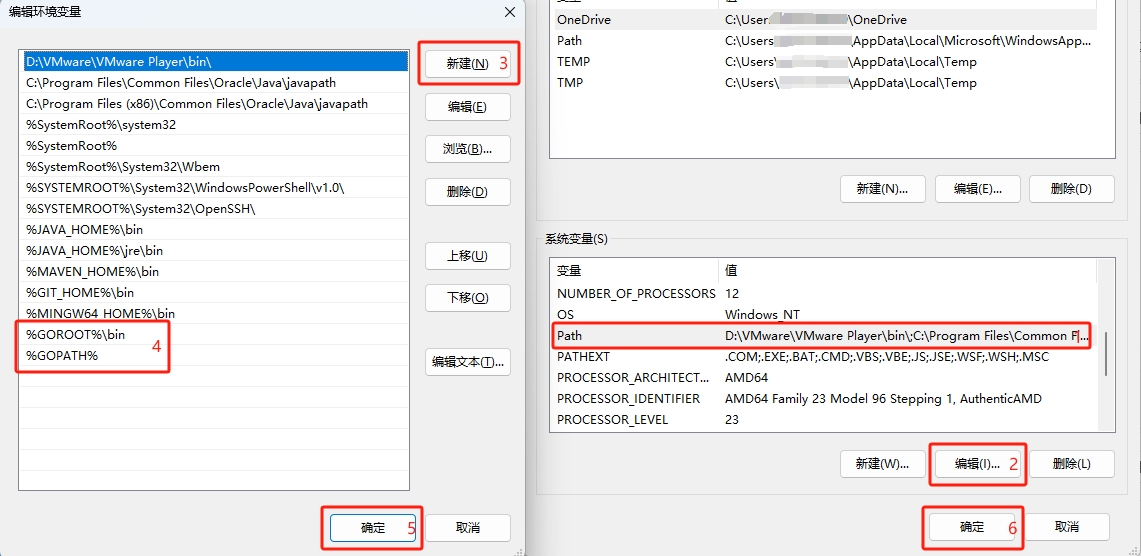 编辑环境变量
D:\VMware\VMware Player\bin\
C:\Program Files\Common Files\Oracle\Java\javapath
C:\Program Files (x86)\Common Files\Oracle\Java\javapath
%SystemRoot%\system32
%SystemRoot%
%SystemRoot%\System32\Wbem
%SYSTEMROOT%\System32\WindowsPowerShell\v1.0\
%SYSTEMROOT%\System32\OpenSSH\
%JAVA_HOME%\bin
%JAVA_HOME%\jre\bin
%MAVEN_HOME%\bin
%GIT_HOME%\bin
%MINGW64_HOME%\bin
%GOROOT%\bin
%GOPATH%
4
新建(N) 3
编辑(E)
浏览(B)...
删除(D)
上移(U)
下移(O)
编辑文本(T)...
确定 5
取消
OneDrive C:\User \OneDrive
Path C:\Users \AppData\Local\Microsoft\WindowsApp...
TEMP C:\Users\ \AppData\Local\Temp
TMP C:\Users\ \AppData\Local\Temp
新建(N)... 编辑(E)... 删除(D)
系统变量(S)
变量 值
NUMBER_OF_PROCESSORS 12
OS Windows_NT
Path D:\VMware\VMware Player\bin\;C:\Program Files\Common F...
PATHEXT .COM;.EXE;.BAT;.CMD;.VBS;.VBE;.JS;.JSE;.WSF;.WSH;.MSC
PROCESSOR_ARCHITECT... AMD64
PROCESSOR_IDENTIFIER AMD64 Family 23 Model 96 Stepping 1, AuthenticAMD
PROCESSOR_LEVEL 23
新建(W)... 编辑(I)... 2 删除(L)
确定 6 取消